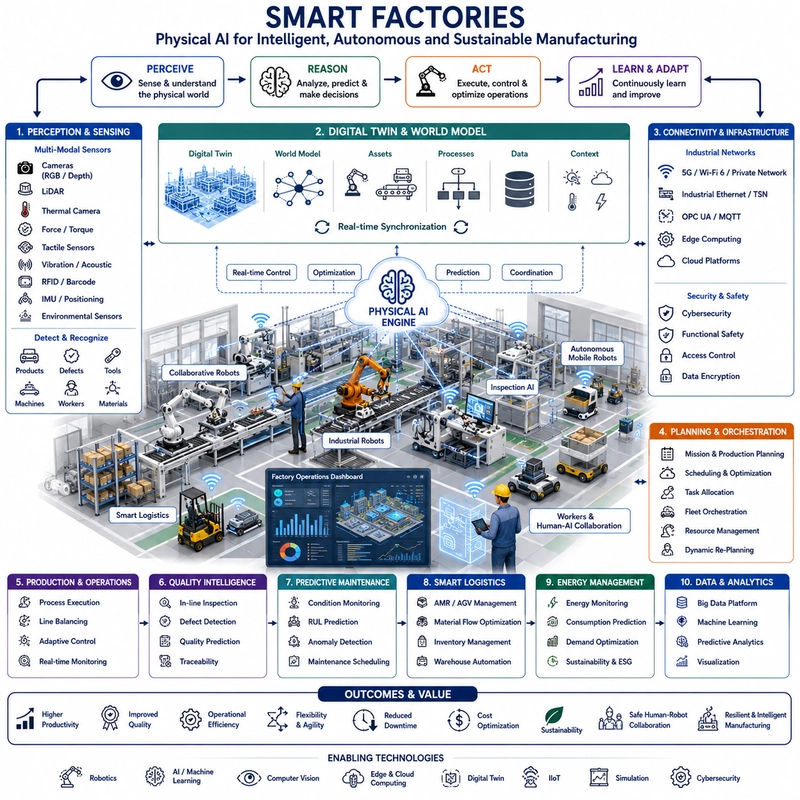 SMART FACTORIES
Physical AI for Intelligent, Autonomous and Sustainable Manufacturing
PERCEIVE
Sense & understand
the physical world
REASON
Analyze, predict &
make decisions
ACT
Execute, control &
optimize operations
LEARN & ADAPT
Continuously learn
and improve
1. PERCEPTION & SENSING
Multi-Modal Sensors
Cameras
(RGB / Depth)
LiDAR
Thermal Camera
Force / Torque
Tactile Sensors
Vibration / Acoustic
RFID / Barcode
IMU / Positioning
Environmental Sensors
Detect & Recognize
Products
Defects
Tools
Machines
Workers
Materials
2. DIGITAL TWIN & WORLD MODEL
Digital Twin
World Model
Assets
Processes
Data
Context
Real-time Synchronization
3. CONNECTIVITY & INFRASTRUCTURE
Industrial Networks
5G / Wi-Fi 6 / Private Network
Industrial Ethernet / TSN
OPC UA / MQTT
Edge Computing
Cloud Platforms
Security & Safety
Cybersecurity
Functional Safety
Access Control
Data Encryption
Real-time Control
Optimization
Prediction
Coordination
PHYSICAL AI
ENGINE
Collaborative Robots
Industrial Robots
Inspection AI
Autonomous
Mobile Robots
Smart Logistics
Factory Operations Dashboard
Workers &
Human-AI Collaboration
4. PLANNING & ORCHESTRATION
Mission & Production Planning
Scheduling & Optimization
Task Allocation
Fleet Orchestration
Resource Management
Dynamic Re-Planning
5. PRODUCTION & OPERATIONS
Process Execution
Line Balancing
Adaptive Control
Real-time Monitoring
6. QUALITY INTELLIGENCE
In-line Inspection
Defect Detection
Quality Prediction
Traceability
7. PREDICTIVE MAINTENANCE
Condition Monitoring
RUL Prediction
Anomaly Detection
Maintenance Scheduling
8. SMART LOGISTICS
AMR / AGV Management
Material Flow Optimization
Inventory Management
Warehouse Automation
9. ENERGY MANAGEMENT
Energy Monitoring
Consumption Prediction
Demand Optimization
Sustainability & ESG
10. DATA & ANALYTICS
Big Data Platform
Machine Learning
Predictive Analytics
Visualization
OUTCOMES & VALUE
Higher
Productivity
Improved
Quality
Operational
Efficiency
Flexibility
& Agility
Reduced
Downtime
Cost
Optimization
Sustainability
Safe Human-Robot
Collaboration
Resilient & Intelligent
Manufacturing
ENABLING TECHNOLOGIES
Robotics
AI / Machine
Learning
Computer Vision
Edge & Cloud
Computing
Digital Twin
IIoT
Simulation
Cybersecurity